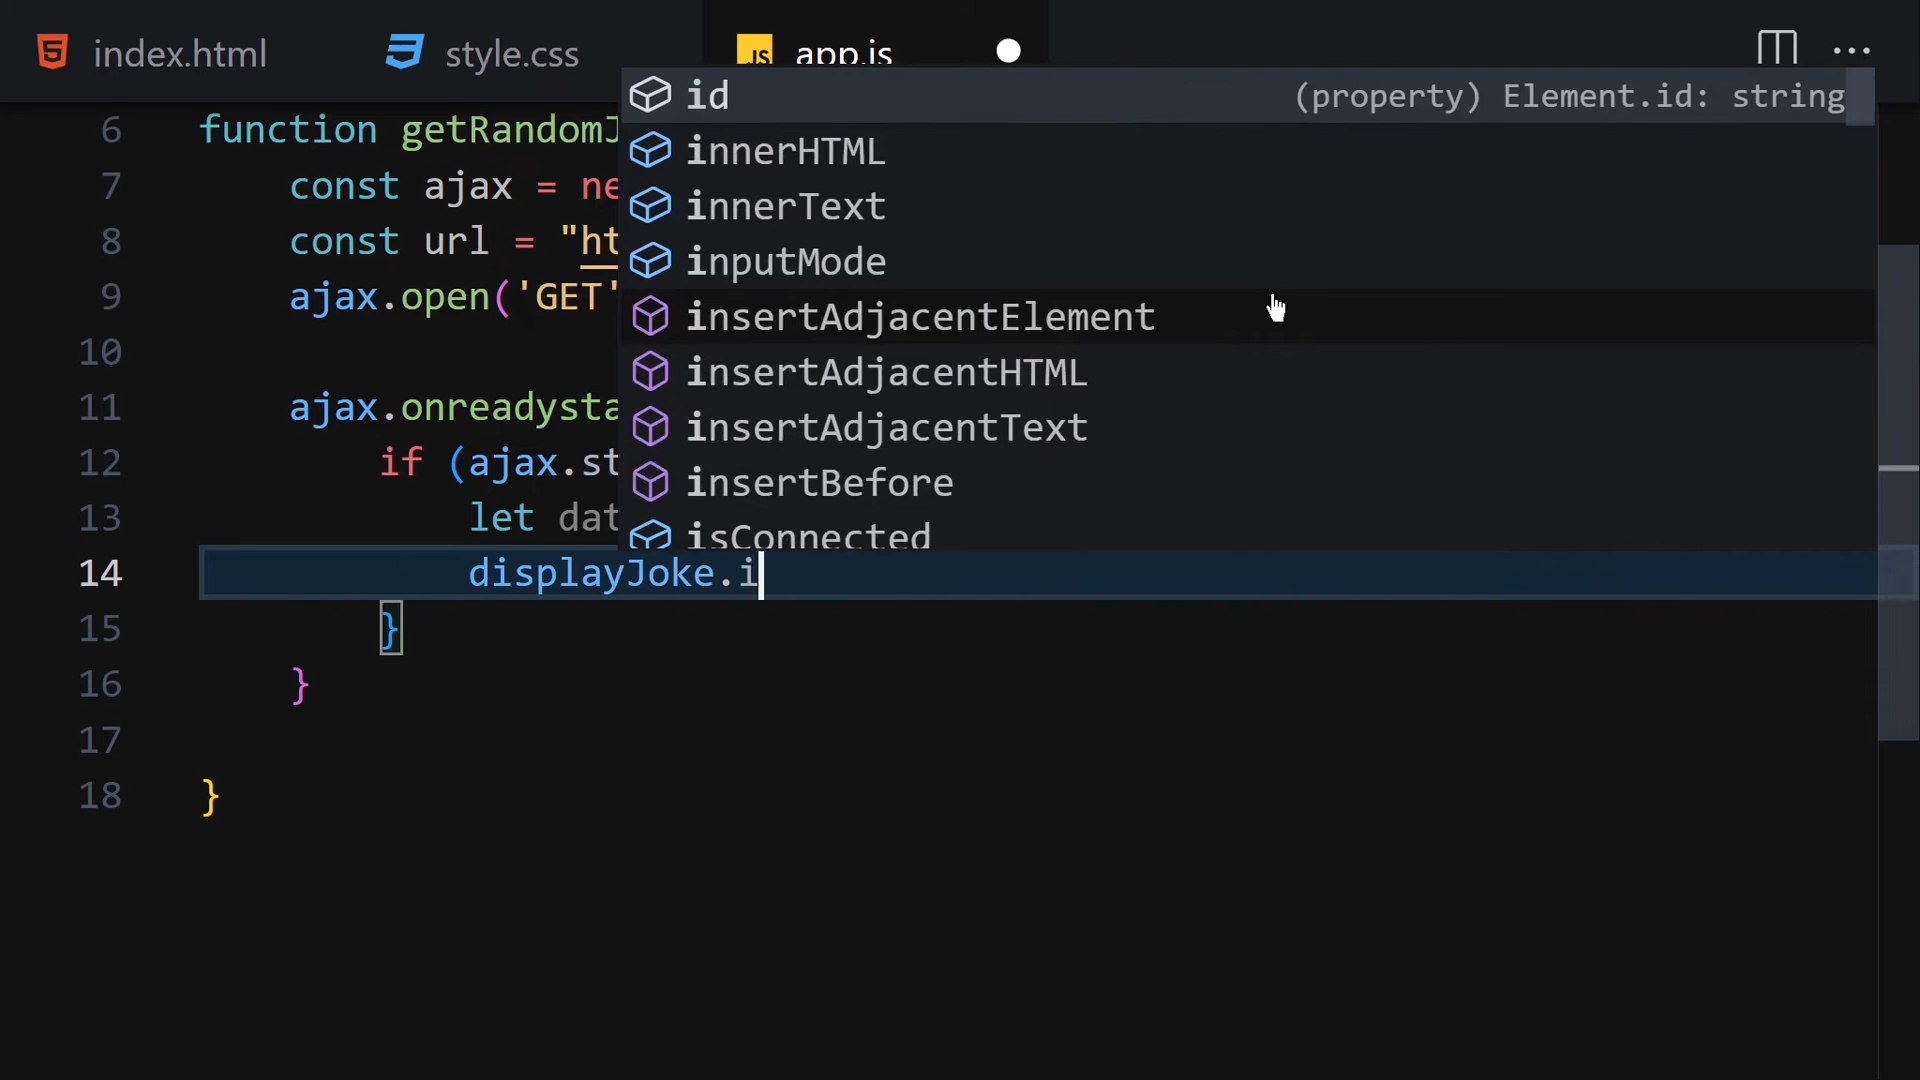 index.html style.css JS app.js
id (property) Element.id: string
6 function getRandomJ
innerHTML
7 const ajax = ne
innerText
8 const url = "ht
inputMode
9 ajax.open('GET'
insertAdjacentElement
10
insertAdjacentHTML
11 ajax.onreadysta
insertAdjacentText
12 if (ajax.st
insertBefore
13 let dat
isConnected
14 displayJoke.i
15 }
16 }
17
18 }